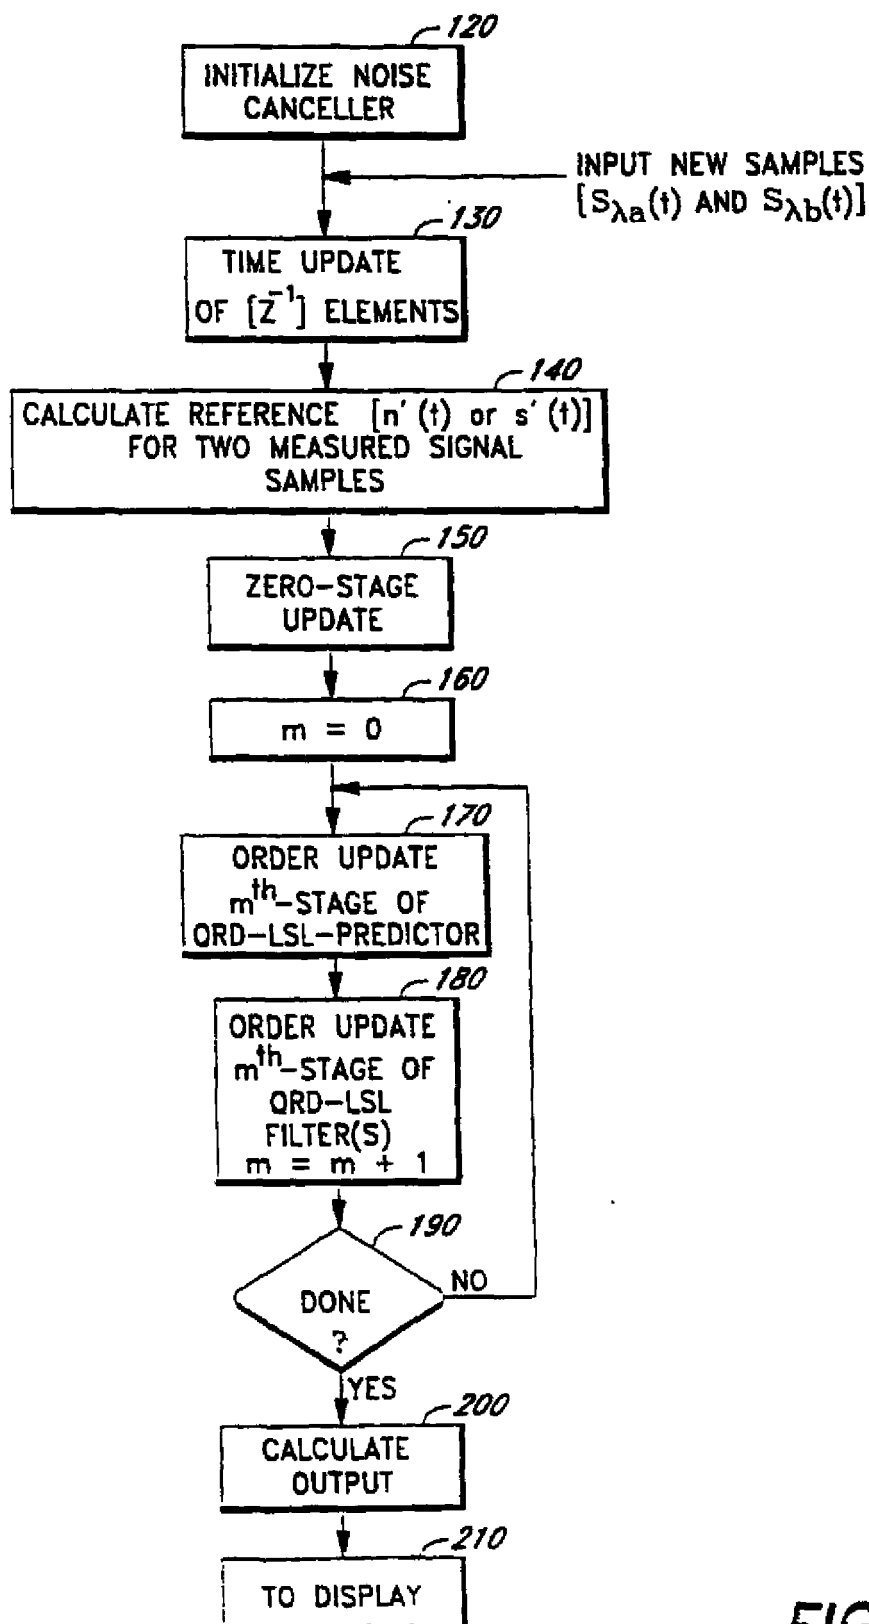 120
INITIALIZE NOISE
CANCELLER
INPUT NEW SAMPLES
[Sλa(t) AND Sλb(t)]
130
TIME UPDATE
OF [Z⁻¹] ELEMENTS
140
CALCULATE REFERENCE [n'(t) or s'(t)]
FOR TWO MEASURED SIGNAL
SAMPLES
150
ZERO-STAGE
UPDATE
160
m = 0
170
ORDER UPDATE
mth-STAGE OF
QRD-LSL-PREDICTOR
180
ORDER UPDATE
mth-STAGE OF
QRD-LSL
FILTER(S)
m = m + 1
190
DONE
?
NO
YES
200
CALCULATE
OUTPUT
210
TO DISPLAY
FIG